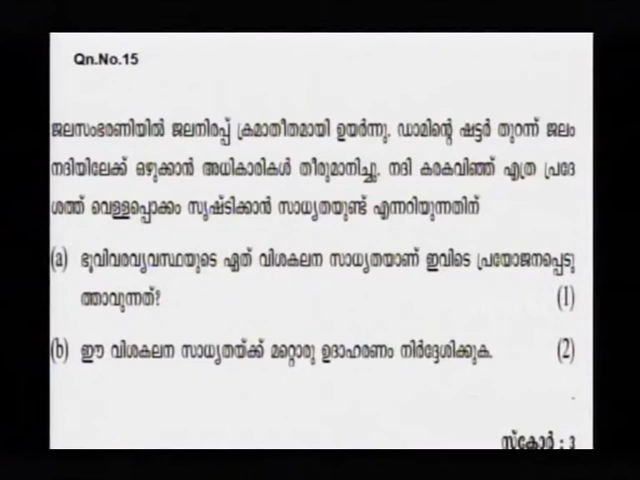 Qn.No.15
ജലസംഭരണിയിൽ ജലനിരപ്പ് ക്രമാതീതമായി ഉയർന്നു. ഡാമിന്റെ ഷട്ടർ തുറന്ന് ജലം
നദിയിലേക്ക് ഒഴുക്കാൻ അധികാരികൾ തീരുമാനിച്ചു. നദി കരകവിഞ്ഞ് എത്ര പ്രദേ
ശത്ത് വെള്ളപ്പൊക്കം സൃഷ്ടിക്കാൻ സാധ്യതയുണ്ട് എന്നറിയുന്നതിന്
(a) ഭൂവിവരവ്യവസ്ഥയുടെ ഏത് വിശകലന സാധ്യതയാണ് ഇവിടെ പ്രയോജനപ്പെടു
ത്താവുന്നത്? (1)
(b) ഈ വിശകലന സാധ്യതയ്ക്ക് മറ്റൊരു ഉദാഹരണം നിർദ്ദേശിക്കുക. (2)
സ്കോർ : 3